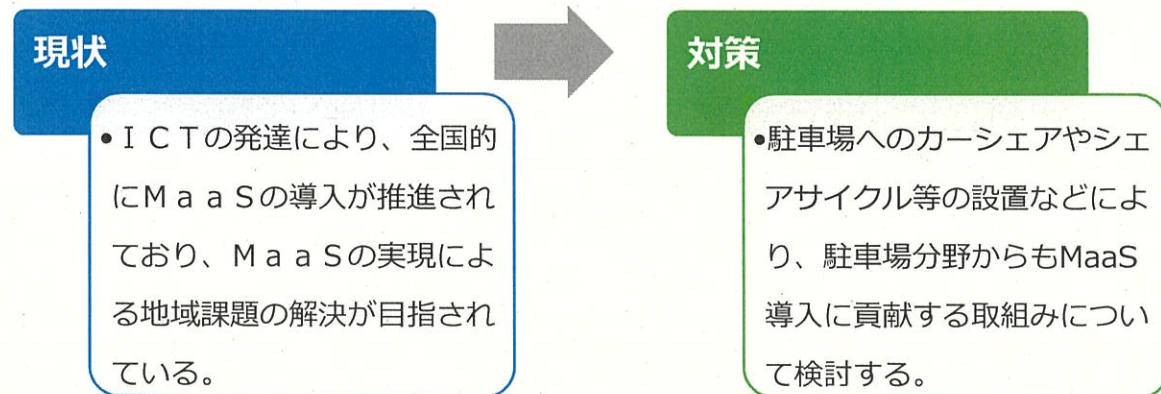 現状
•ＩＣＴの発達により、全国的
にＭａａＳの導入が推進され
ており、ＭａａＳの実現によ
る地域課題の解決が目指され
ている。
対策
•駐車場へのカーシェアやシェ
アサイクル等の設置などによ
り、駐車場分野からもMaaS
導入に貢献する取組みについ
て検討する。